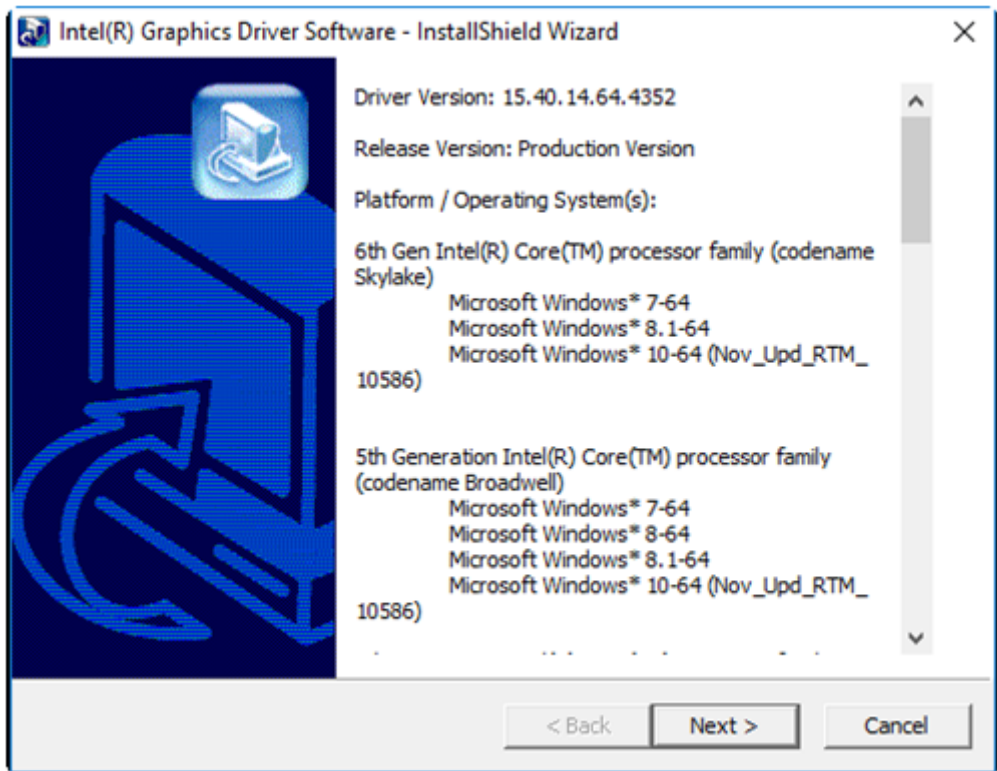 Intel(R) Graphics Driver Software - InstallShield Wizard
Driver Version: 15.40.14.64.4352
Release Version: Production Version
Platform / Operating System(s):
6th Gen Intel(R) Core(TM) processor family (codename
Skylake)
Microsoft Windows* 7-64
Microsoft Windows* 8.1-64
Microsoft Windows* 10-64 (Nov_Upd_RTM_
10586)
5th Generation Intel(R) Core(TM) processor family
(codename Broadwell)
Microsoft Windows* 7-64
Microsoft Windows* 8-64
Microsoft Windows* 8.1-64
Microsoft Windows* 10-64 (Nov_Upd_RTM_
10586)
< Back Next > Cancel